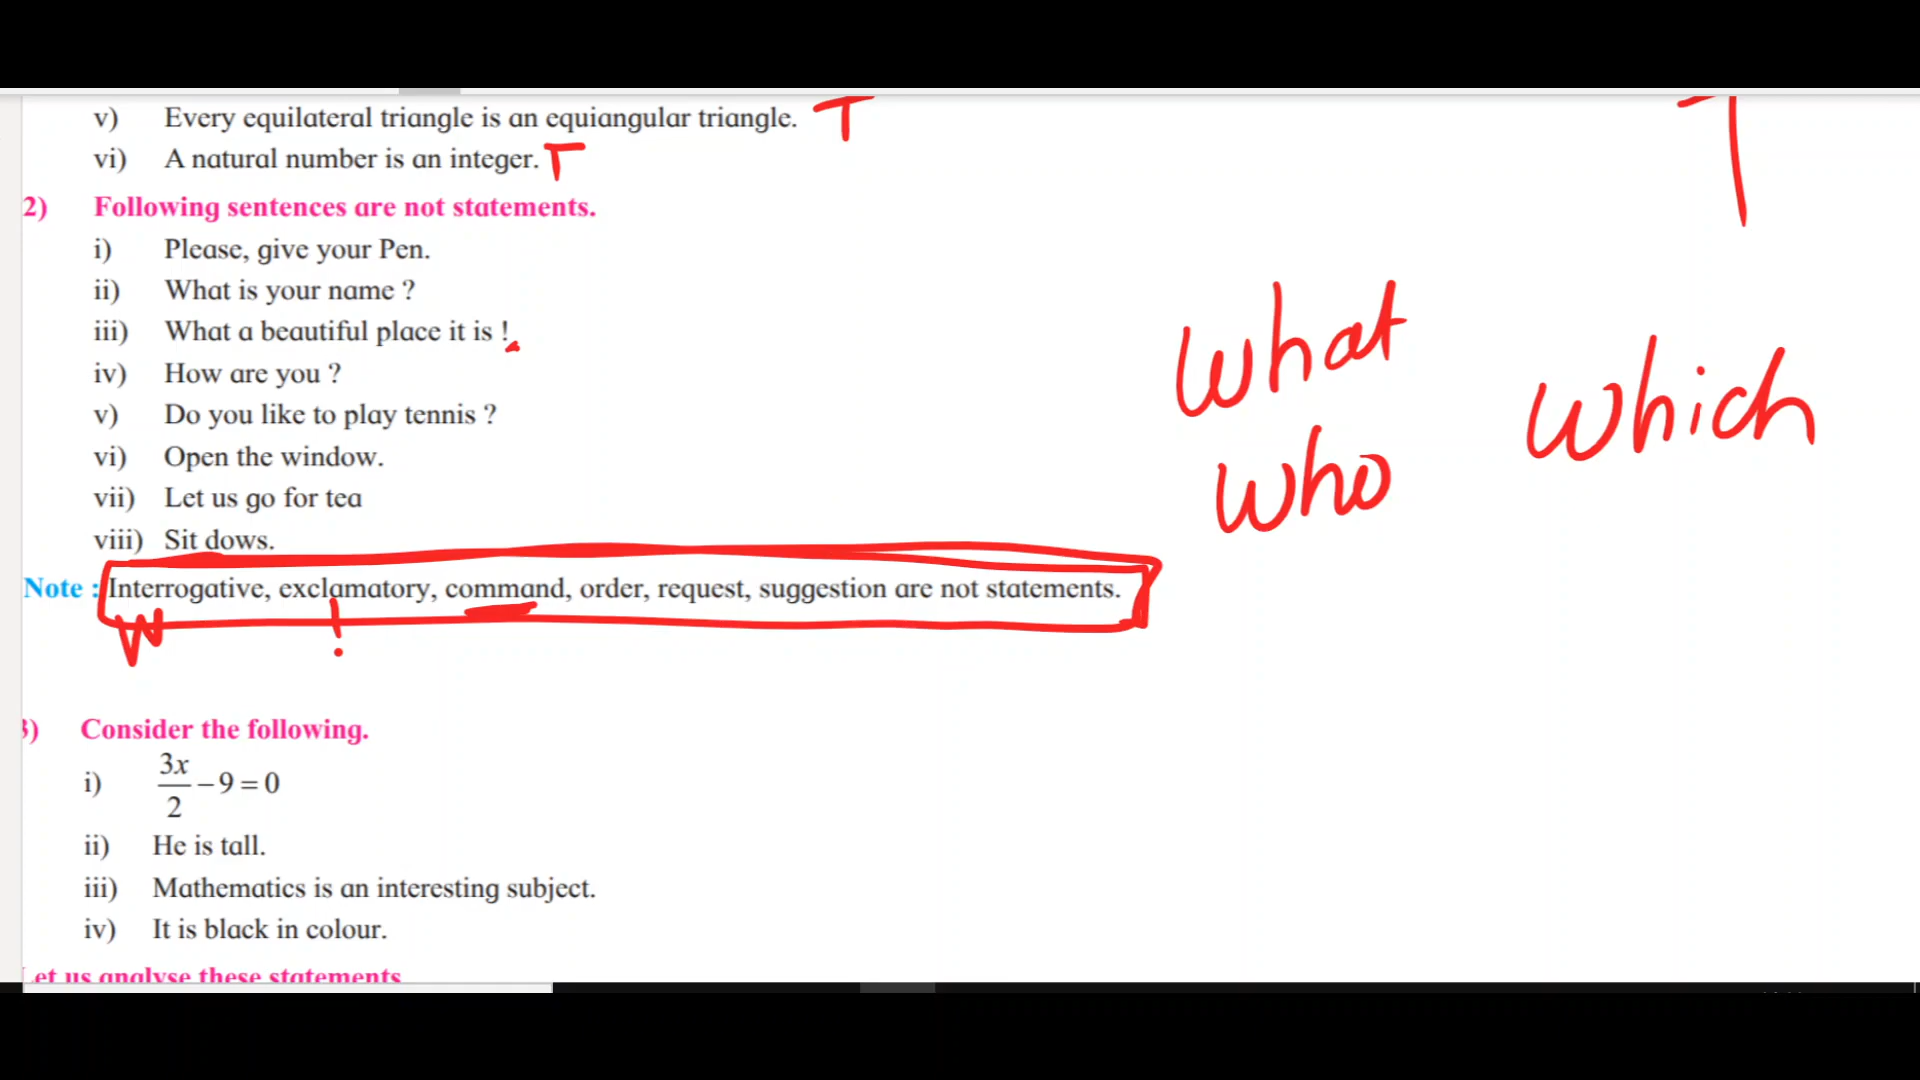 v) Every equilateral triangle is an equiangular triangle. T
vi) A natural number is an integer. T
2) Following sentences are not statements.
i) Please, give your Pen.
ii) What is your name ?
iii) What a beautiful place it is !
iv) How are you ?
v) Do you like to play tennis ?
vi) Open the window.
vii) Let us go for tea
viii) Sit dows.
what
which
who
Note : Interrogative, exclamatory, command, order, request, suggestion are not statements.
W !
3) Consider the following.
i) 3x/2 – 9 = 0
ii) He is tall.
iii) Mathematics is an interesting subject.
iv) It is black in colour.
Let us analyse these statements